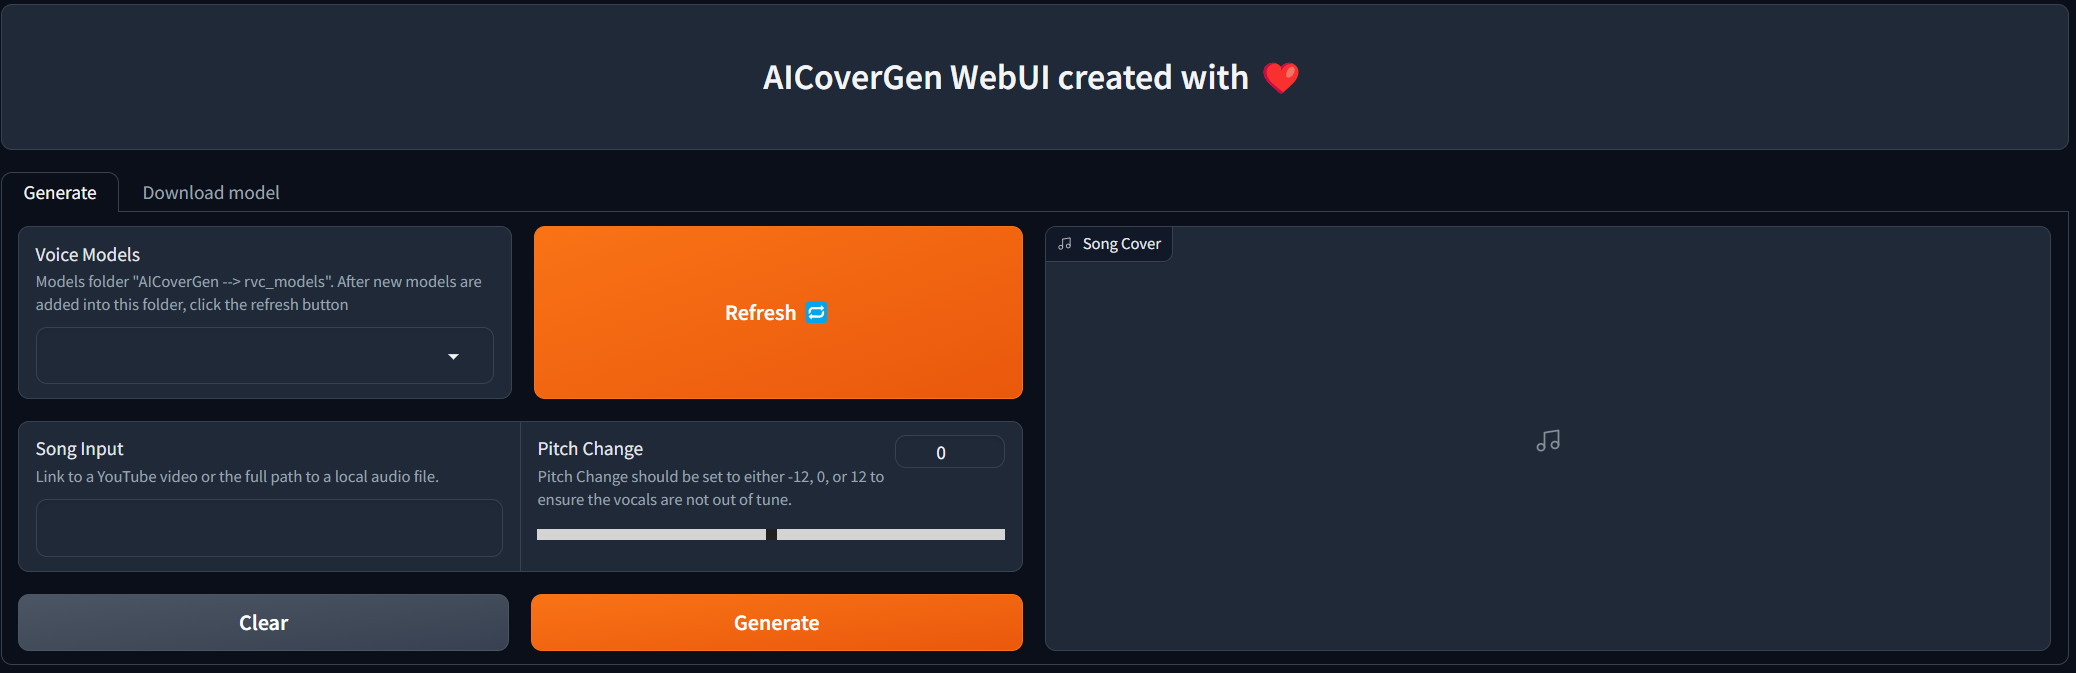 AICoverGen WebUI created with ❤️
Generate
Download model
Voice Models
Models folder "AICoverGen --> rvc_models". After new models are
added into this folder, click the refresh button
Refresh 🔁
Song Input
Link to a YouTube video or the full path to a local audio file.
Pitch Change
0
Pitch Change should be set to either -12, 0, or 12 to
ensure the vocals are not out of tune.
Clear
Generate
Song Cover